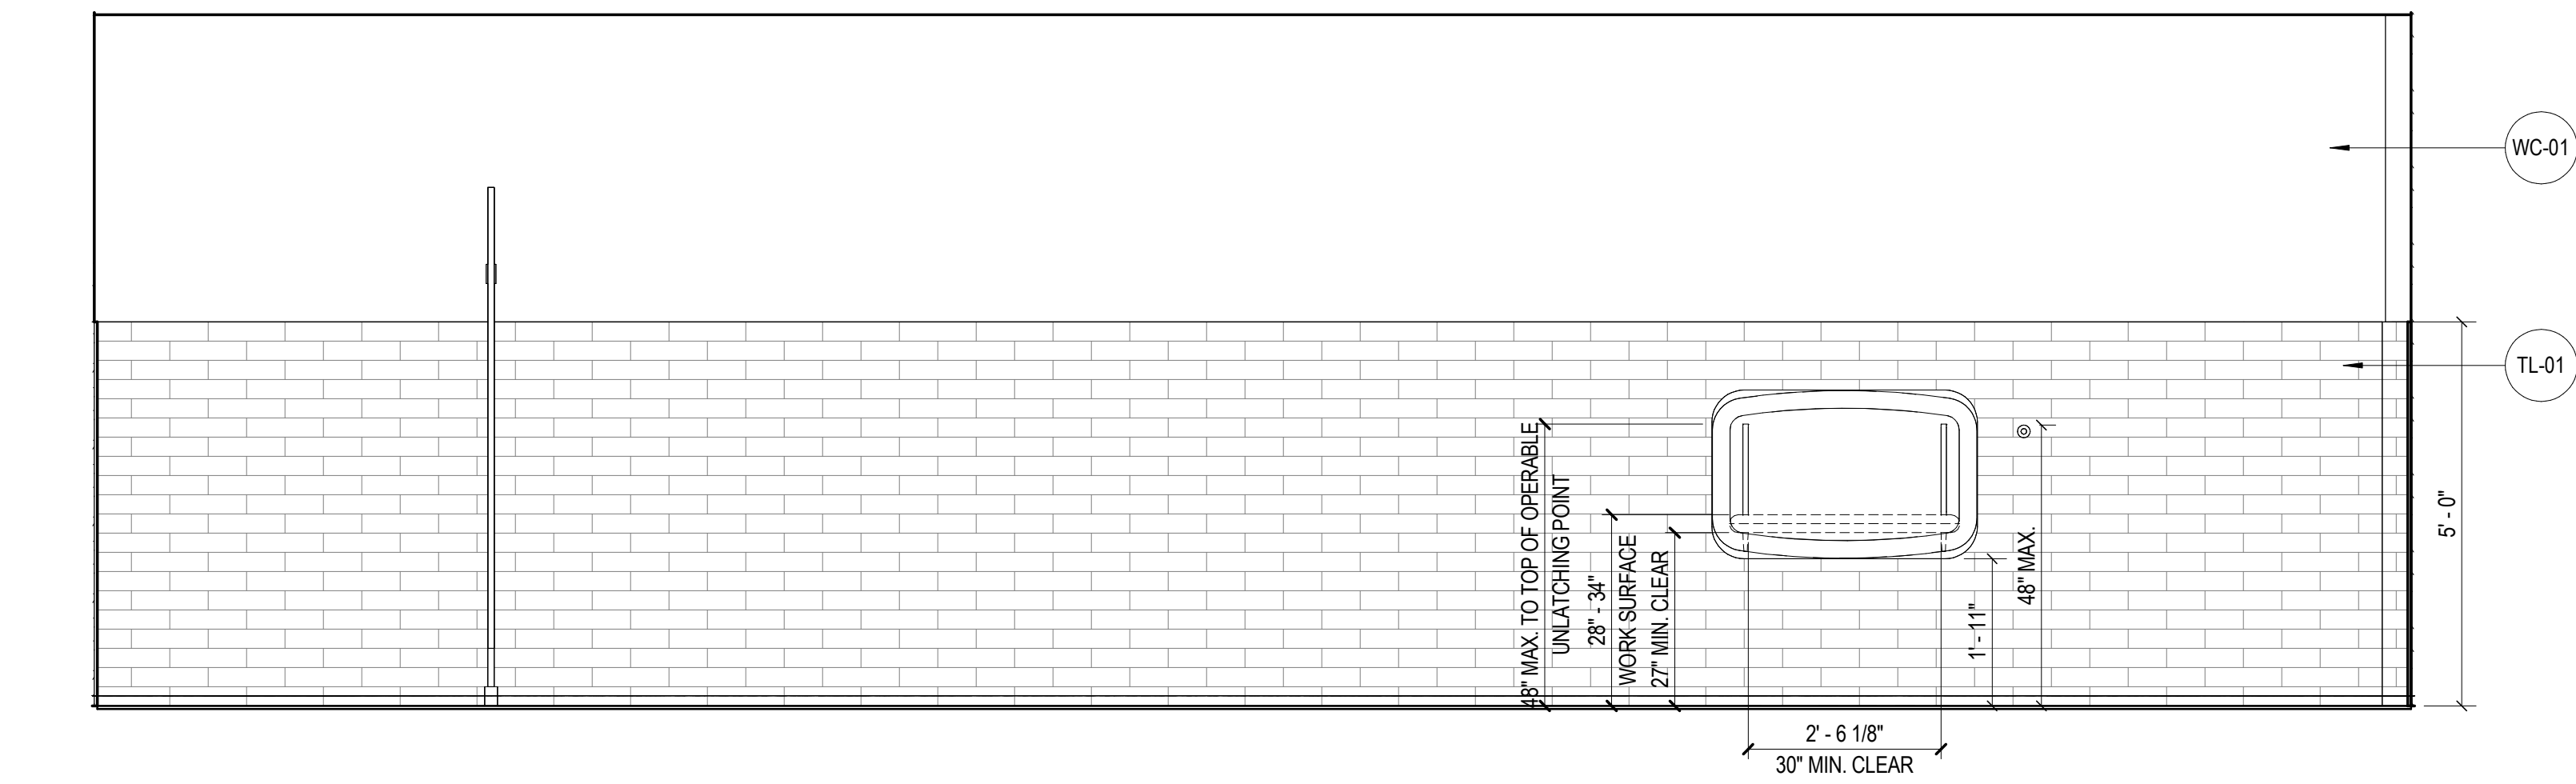 WC-01
TL-01
5' - 0"
48" MAX. TO TOP OF OPERABLE
UNLATCHING POINT
28" - 34"
WORK SURFACE
27" MIN. CLEAR
1' - 11"
48" MAX.
2' - 6 1/8"
30" MIN. CLEAR